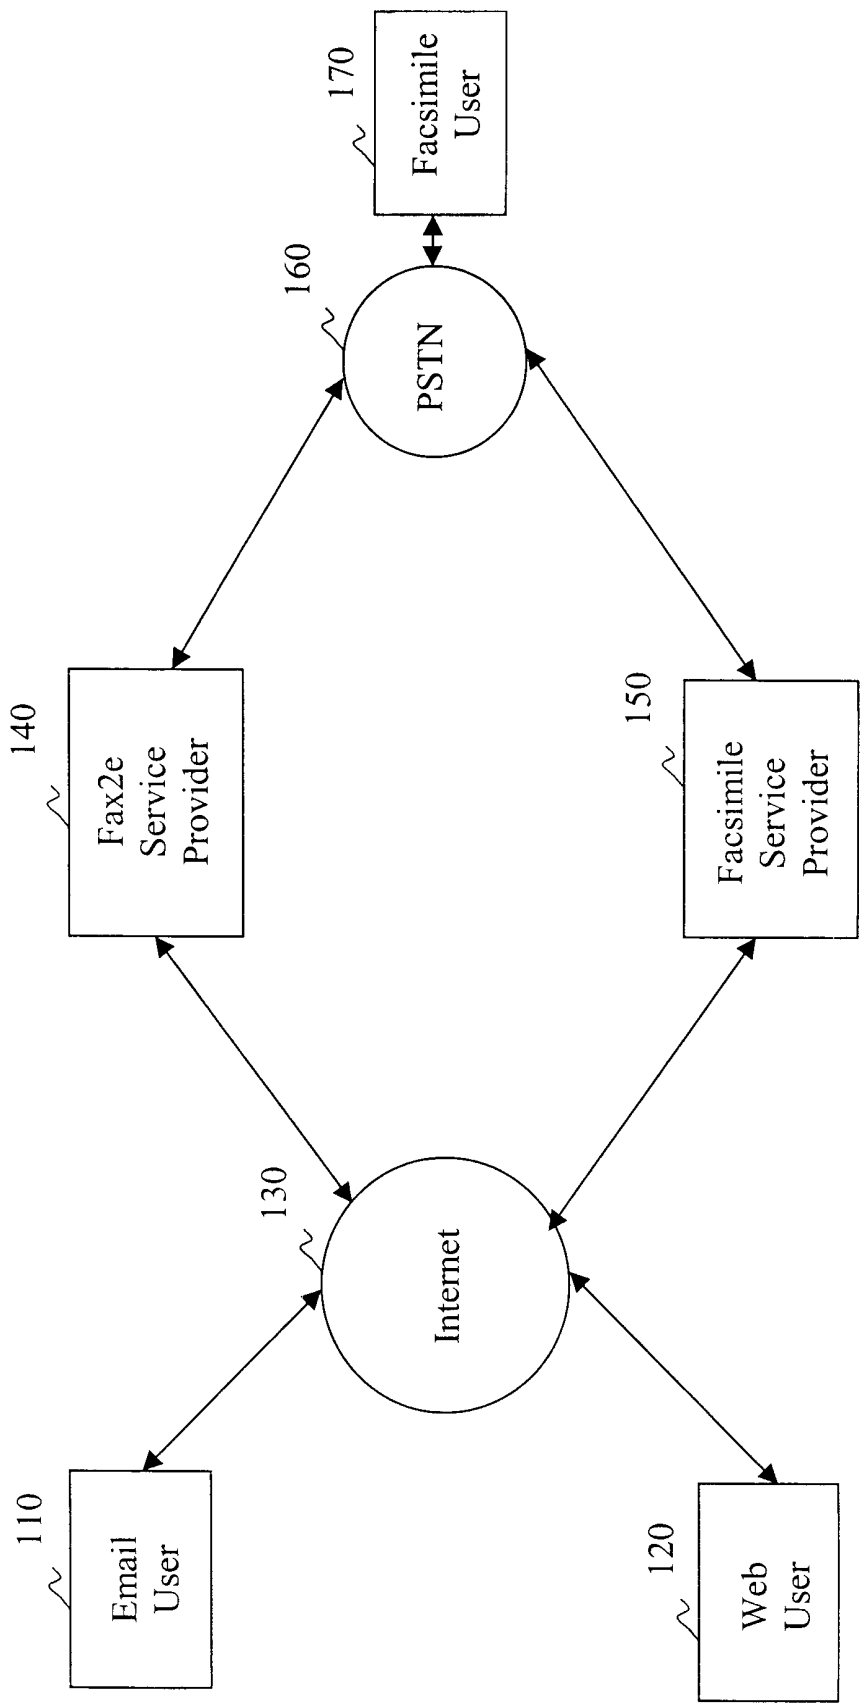 110
Email
User
120
Web
User
130
Internet
140
Fax2e
Service
Provider
150
Facsimile
Service
Provider
160
PSTN
170
Facsimile
User